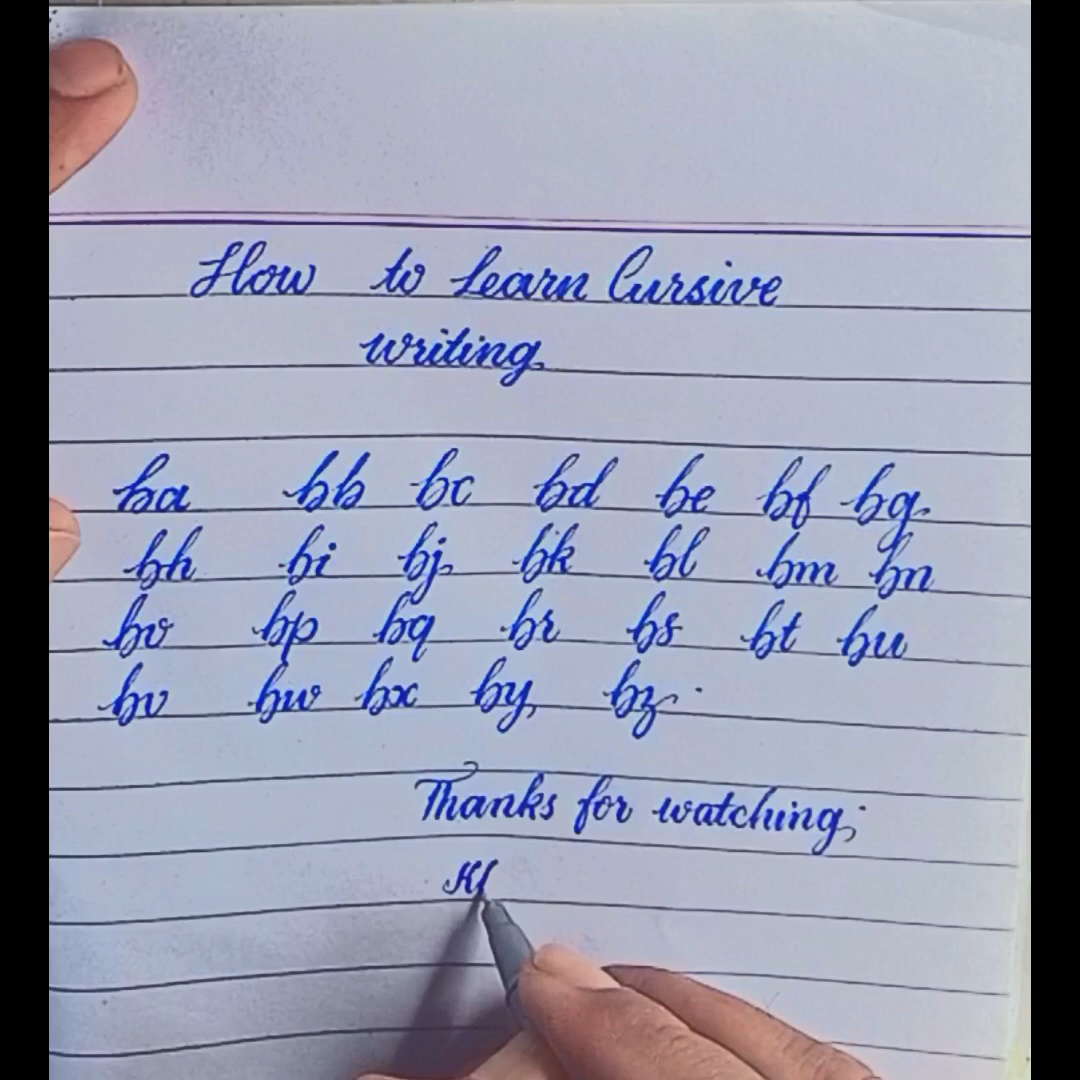 How to Learn Cursive
writing
ba bb bc bd be bf bg
bh bi bj bk bl bm bn
bo bp bq br bs bt bu
bv bw bx by bz.
Thanks for watching